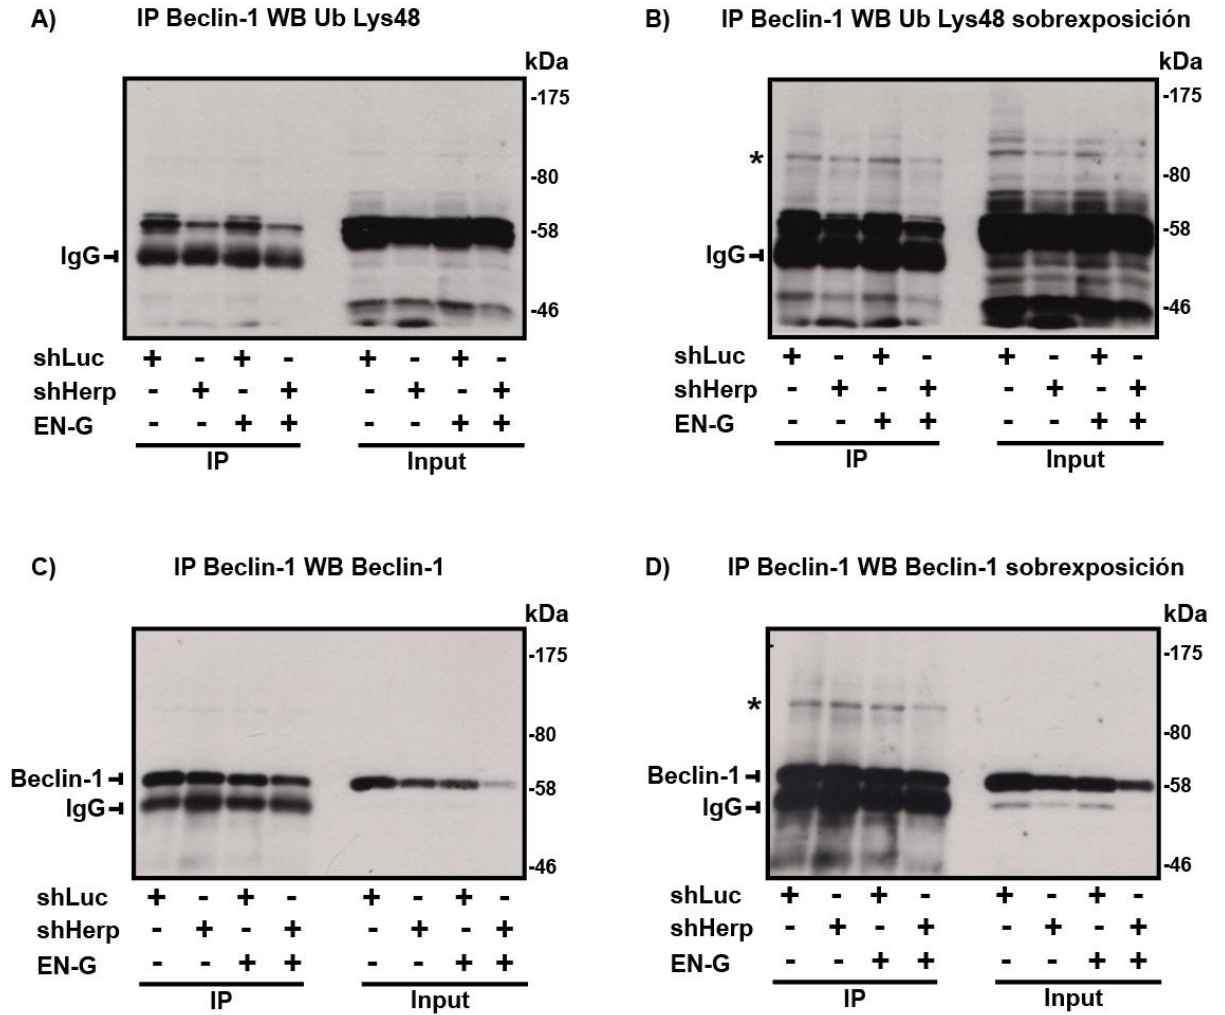 A) IP Beclin-1 WB Ub Lys48
kDa
-175
-80
-58
IgG
-46
shLuc + - + - + - + -
shHerp - + - + - + - +
EN-G - - + + - - + +
IP Input
B) IP Beclin-1 WB Ub Lys48 sobrexposición
kDa
-175
*
-80
-58
IgG
-46
shLuc + - + - + - + -
shHerp - + - + - + - +
EN-G - - + + - - + +
IP Input
C) IP Beclin-1 WB Beclin-1
kDa
-175
-80
Beclin-1
-58
IgG
-46
shLuc + - + - + - + -
shHerp - + - + - + - +
EN-G - - + + - - + +
IP Input
D) IP Beclin-1 WB Beclin-1 sobrexposición
kDa
-175
*
-80
Beclin-1
-58
IgG
-46
shLuc + - + - + - + -
shHerp - + - + - + - +
EN-G - - + + - - + +
IP Input